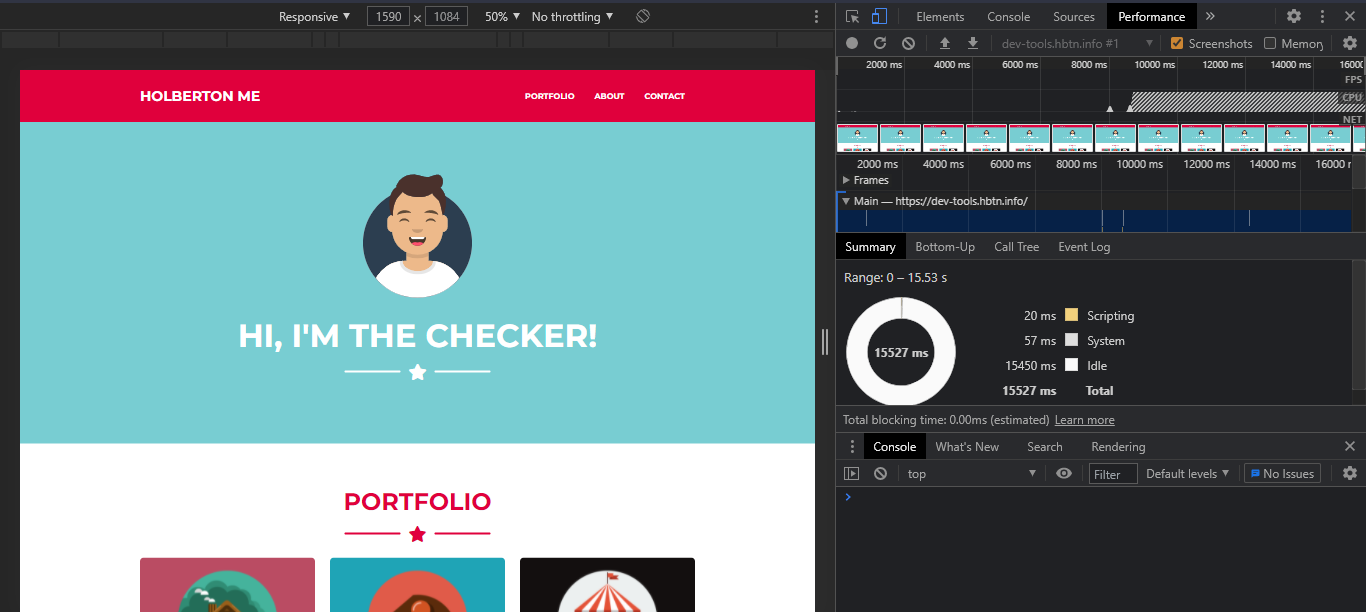 Responsive ▼ 1590 × 1084 50% ▼ No throttling ▼
HOLBERTON ME
PORTFOLIO ABOUT CONTACT
HI, I'M THE CHECKER!
PORTFOLIO
Elements Console Sources Performance »
dev-tools.hbtn.info #1 ▼ Screenshots Memory
2000 ms 4000 ms 6000 ms 8000 ms 10000 ms 12000 ms 14000 ms 1600
FPS
CPU
NET
2000 ms 4000 ms 6000 ms 8000 ms 10000 ms 12000 ms 14000 ms 16000 r
Frames
Main — https://dev-tools.hbtn.info/
Summary Bottom-Up Call Tree Event Log
Range: 0 – 15.53 s
15527 ms
20 ms Scripting
57 ms System
15450 ms Idle
15527 ms Total
Total blocking time: 0.00ms (estimated) Learn more
Console What's New Search Rendering
top ▼ Filter Default levels ▼ No Issues